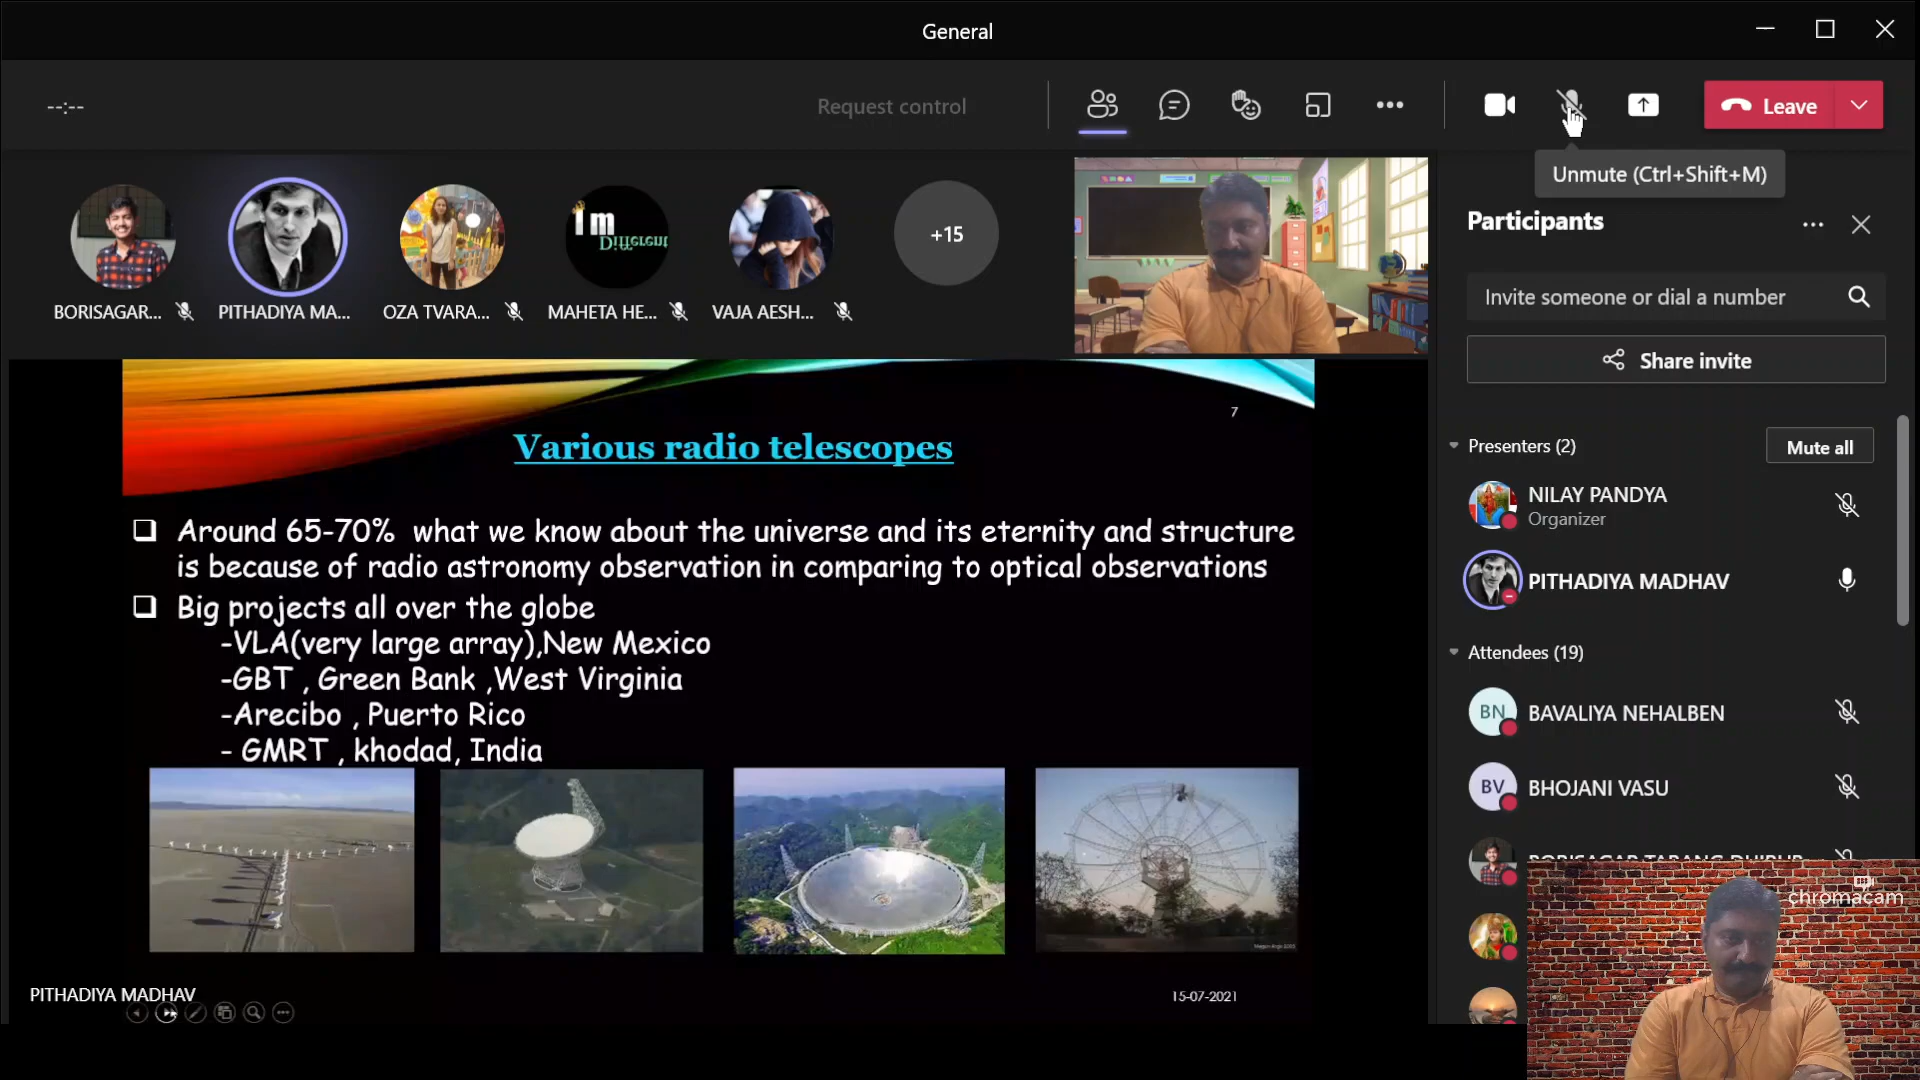 General
--:--
Request control
Leave
Unmute (Ctrl+Shift+M)
+15
I m
Different
BORISAGAR...
PITHADIYA MA...
OZA TVARA...
MAHETA HE...
VAJA AESH...
Participants
Invite someone or dial a number
Share invite
Presenters (2)
Mute all
NILAY PANDYA
Organizer
PITHADIYA MADHAV
Attendees (19)
BN
BAVALIYA NEHALBEN
BV
BHOJANI VASU
chromacam
7
Various radio telescopes
Around 65-70% what we know about the universe and its eternity and structure
is because of radio astronomy observation in comparing to optical observations
Big projects all over the globe
-VLA(very large array),New Mexico
-GBT , Green Bank ,West Virginia
-Arecibo , Puerto Rico
- GMRT , khodad, India
PITHADIYA MADHAV
15-07-2021